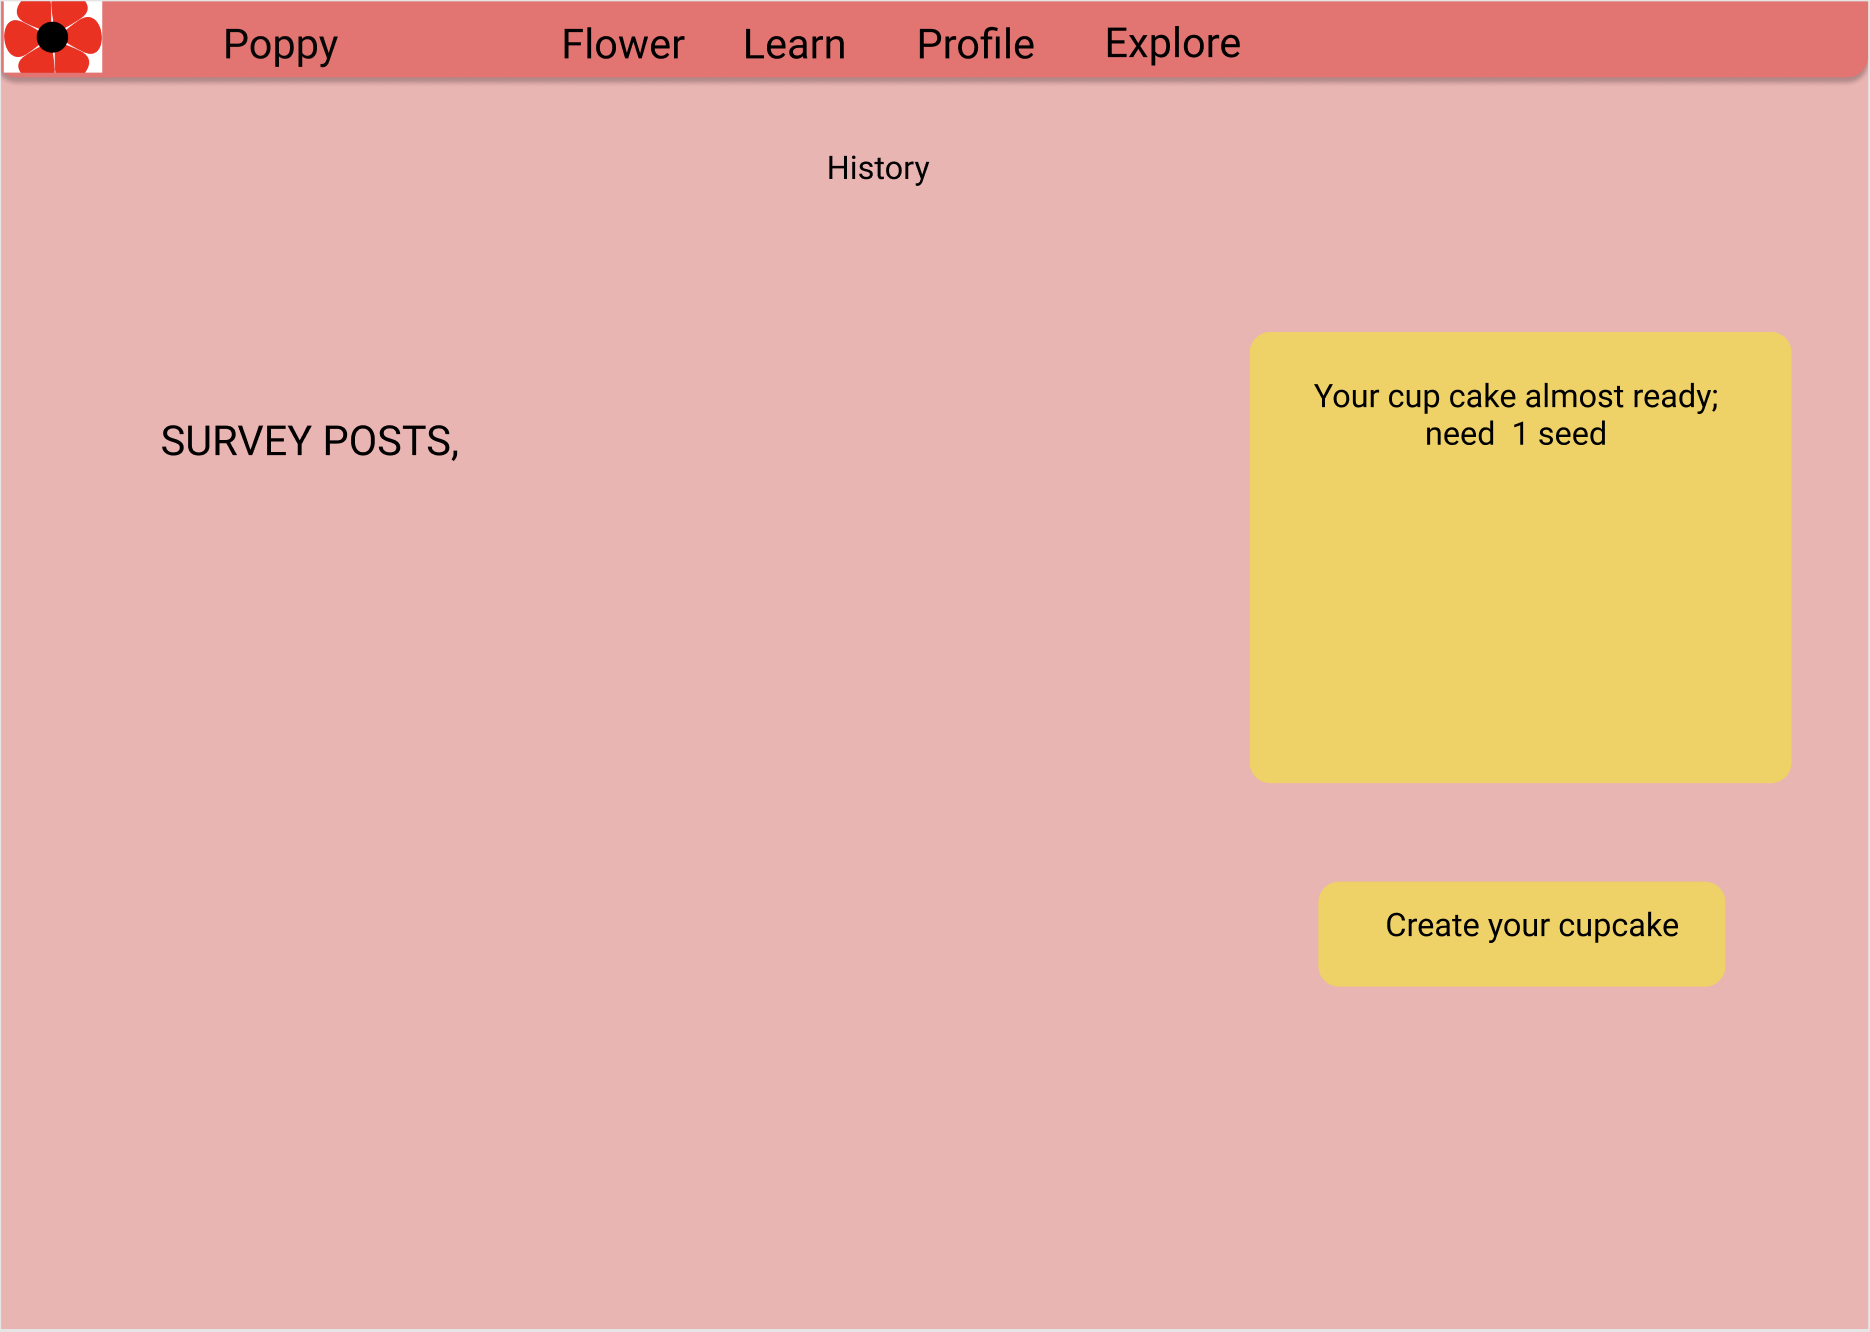 Poppy Flower Learn Profile Explore
History
SURVEY POSTS,
Your cup cake almost ready;
need  1 seed
Create your cupcake